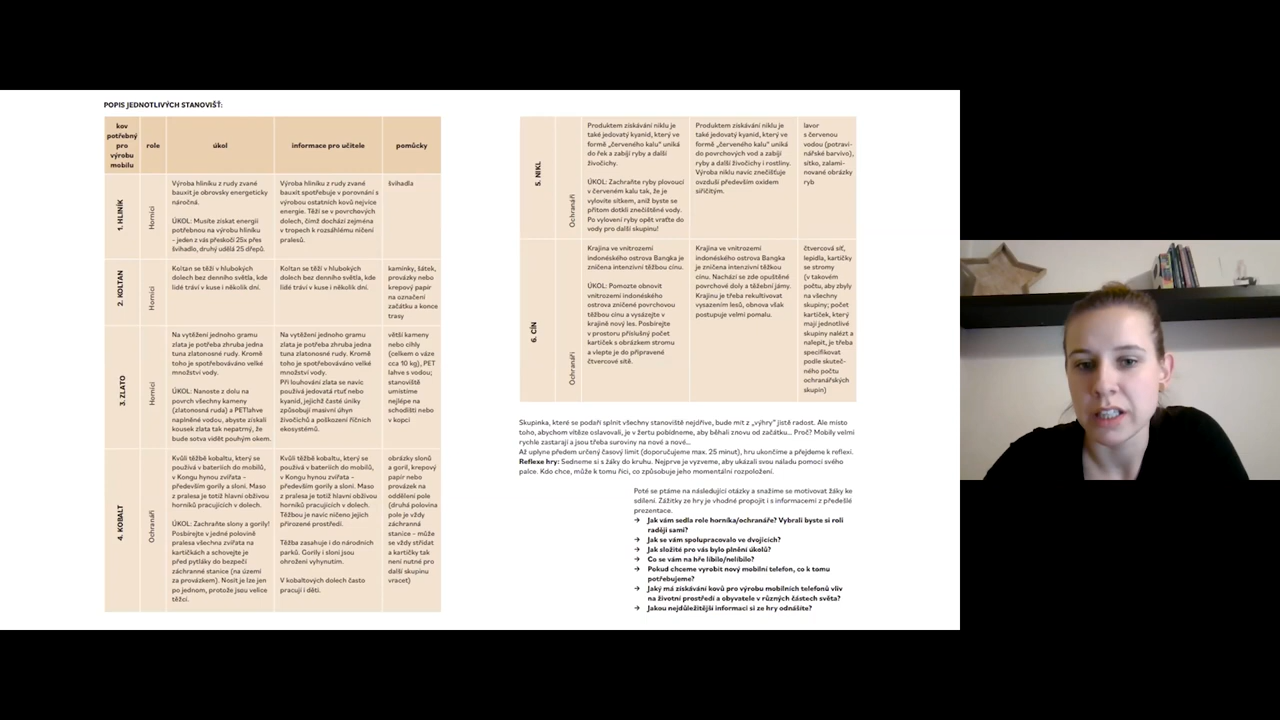 POPIS JEDNOTLIVÝCH STANOVIŠŤ:
kov
potřebný
pro
výrobu
mobilu
role
úkol
informace pro učitele
pomůcky
1. HLINÍK
Horníci
Výroba hliníku z rudy zvané
bauxit je obrovsky energeticky
náročná.
ÚKOL: Musíte získat energii
potřebnou na výrobu hliníku
– jeden z vás přeskočí 25x přes
švihadlo, druhý udělá 25 dřepů.
Výroba hliníku z rudy zvané
bauxit spotřebuje v porovnání s
výrobou ostatních kovů nejvíce
energie. Těží se v povrchových
dolech, čímž dochází zejména
v tropech k rozsáhlému ničení
pralesů.
švihadla
2. KOLTAN
Horníci
Koltan se těží v hlubokých
dolech bez denního světla, kde
lidé tráví v kuse i několik dní.
Koltan se těží v hlubokých
dolech bez denního světla, kde
lidé tráví v kuse i několik dní.
kamínky, šátek,
provázky nebo
krepový papír
na označení
začátku a konce
trasy
3. ZLATO
Horníci
Na vytěžení jednoho gramu
zlata je potřeba zhruba jedna
tuna zlatonosné rudy. Kromě
toho je spotřebováváno velké
množství vody.
ÚKOL: Nanoste z dolu na
povrch všechny kameny
(zlatonosná ruda) a PETlahve
naplněné vodou, abyste získali
kousek zlata tak nepatrný, že
bude sotva vidět pouhým okem.
Na vytěžení jednoho gramu
zlata je potřeba zhruba jedna
tuna zlatonosné rudy. Kromě
toho je spotřebováváno velké
množství vody.
Při louhování zlata se navíc
používá jedovatá rtuť nebo
kyanid, jejichž časté úniky
způsobují masivní úhyn
živočichů a poškození říčních
ekosystémů.
větší kameny
nebo cihly
(celkem o váze
cca 10 kg), PET
lahve s vodou;
stanoviště
umístíme
nejlépe na
schodišti nebo
v kopci
4. KOBALT
Ochranáři
Kvůli těžbě kobaltu, který se
používá v bateriích do mobilů,
v Kongu hynou zvířata –
především gorily a sloni. Maso
z pralesa je totiž hlavní obživou
horníků pracujících v dolech.
ÚKOL: Zachraňte slony a gorily!
Posbírejte v jedné polovině
pralesa všechna zvířata na
kartičkách a schovejte je
před pytláky do bezpečí
záchranné stanice (na území
za provázkem). Nosit je lze jen
po jednom, protože jsou velice
těžcí.
Kvůli těžbě kobaltu, který se
používá v bateriích do mobilů,
v Kongu hynou zvířata –
především gorily a sloni. Maso
z pralesa je totiž hlavní obživou
horníků pracujících v dolech.
Těžbou je navíc ničeno jejich
přirozené prostředí.
Těžba zasahuje i do národních
parků. Gorily i sloni jsou
ohroženi vyhynutím.
V kobaltových dolech často
pracují i děti.
obrázky slonů
a goril, krepový
papír nebo
provázek na
oddělení pole
(druhá polovina
pole je vždy
záchranná
stanice – může
se vždy střídat
a kartičky tak
není nutné pro
další skupinu
vracet)
5. NIKL
Ochranáři
Produktem získávání niklu je
také jedovatý kyanid, který ve
formě „červeného kalu“ uniká
do řek a zabíjí ryby a další
živočichy.
ÚKOL: Zachraňte ryby plovoucí
v červeném kalu tak, že je
vylovíte sítkem, aniž byste se
přitom dotkli znečištěné vody.
Po vylovení ryby opět vraťte do
vody pro další skupinu!
Produktem získávání niklu je
také jedovatý kyanid, který ve
formě „červeného kalu“ uniká
do povrchových vod a zabíjí
ryby a další živočichy i rostliny.
Výroba niklu navíc znečišťuje
ovzduší především oxidem
siřičitým.
lavor
s červenou
vodou (potravi-
nářské barvivo),
sítko, zalami-
nované obrázky
ryb
6. CÍN
Ochranáři
Krajina ve vnitrozemí
indonéského ostrova Bangka je
zničena intenzivní těžbou cínu.
ÚKOL: Pomozte obnovit
vnitrozemí indonéského
ostrova zničené povrchovou
těžbou cínu a vysázejte v
krajině nový les. Posbírejte
v prostoru příslušný počet
kartiček s obrázkem stromu
a vlepte je do připravené
čtvercové sítě.
Krajina ve vnitrozemí
indonéského ostrova Bangka
je zničena intenzivní těžkou
cínu. Nachází se zde opuštěné
povrchové doly a těžební jámy.
Krajinu je třeba rekultivovat
vysazením lesů, obnova však
postupuje velmi pomalu.
čtvercová síť,
lepidla, kartičky
se stromy
(v takovém
počtu, aby zbyly
na všechny
skupiny; počet
kartiček, který
mají jednotlivé
skupiny nalézt a
nalepit, je třeba
specifikovat
podle skuteč-
ného počtu
ochranářských
skupin)
Skupinka, které se podaří splnit všechny stanoviště nejdříve, bude mít z „výhry“ jistě radost. Ale místo
toho, abychom vítěze oslavovali, je v žertu pobídneme, aby běhali znovu od začátku... Proč? Mobily velmi
rychle zastarají a jsou třeba suroviny na nové a nové...
Až uplyne předem určený časový limit (doporučujeme max. 25 minut), hru ukončíme a přejdeme k reflexi.
Reflexe hry: Sedneme si s žáky do kruhu. Nejprve je vyzveme, aby ukázali svou náladu pomocí svého
palce. Kdo chce, může k tomu říci, co způsobuje jeho momentální rozpoložení.
Poté se ptáme na následující otázky a snažíme se motivovat žáky ke
sdílení. Zážitky ze hry je vhodné propojit i s informacemi z předešlé
prezentace.
→ Jak vám sedla role horníka/ochranáře? Vybrali byste si roli
raději sami?
→ Jak se vám spolupracovalo ve dvojicích?
→ Jak složité pro vás bylo plnění úkolů?
→ Co se vám na hře líbilo/nelíbilo?
→ Pokud chceme vyrobit nový mobilní telefon, co k tomu
potřebujeme?
→ Jaký má získávání kovů pro výrobu mobilních telefonů vliv
na životní prostředí a obyvatele v různých částech světa?
→ Jakou nejdůležitější informaci si ze hry odnášíte?